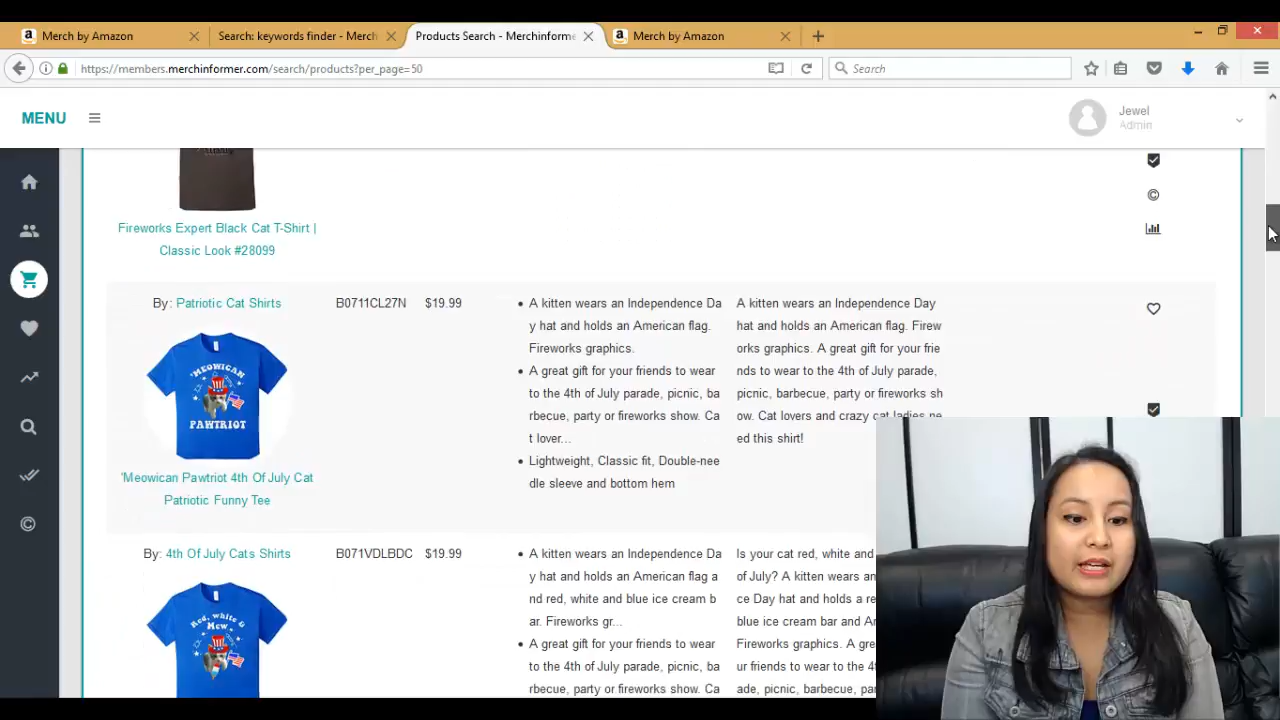 Merch by Amazon
Search: keywords finder - Merch
Products Search - Merchinforme
Merch by Amazon
https://members.merchinformer.com/search/products?per_page=50
Search
MENU
Jewel
Admin
Fireworks Expert Black Cat T-Shirt |
Classic Look #28099
By: Patriotic Cat Shirts
B0711CL27N
$19.99
'MEOWICAN
PAWTRIOT
'Meowican Pawtriot 4th Of July Cat
Patriotic Funny Tee
• A kitten wears an Independence Da
y hat and holds an American flag.
Fireworks graphics.
• A great gift for your friends to wear
to the 4th of July parade, picnic, ba
rbecue, party or fireworks show. Ca
t lover...
• Lightweight, Classic fit, Double-nee
dle sleeve and bottom hem
A kitten wears an Independence Day
hat and holds an American flag. Firew
orks graphics. A great gift for your frie
nds to wear to the 4th of July parade,
picnic, barbecue, party or fireworks sh
ow. Cat lovers and crazy cat ladies ne
ed this shirt!
By: 4th Of July Cats Shirts
B071VDLBDC
$19.99
Red, white &
Mew
• A kitten wears an Independence Da
y hat and holds an American flag a
nd red, white and blue ice cream b
ar. Fireworks gr...
• A great gift for your friends to wear
to the 4th of July parade, picnic, ba
rbecue, party or fireworks show. Ca
Is your cat red, white and
of July? A kitten wears an
ce Day hat and holds a re
blue ice cream bar and A
Fireworks graphics. A gre
ur friends to wear to the 4
ade, picnic, barbecue, par